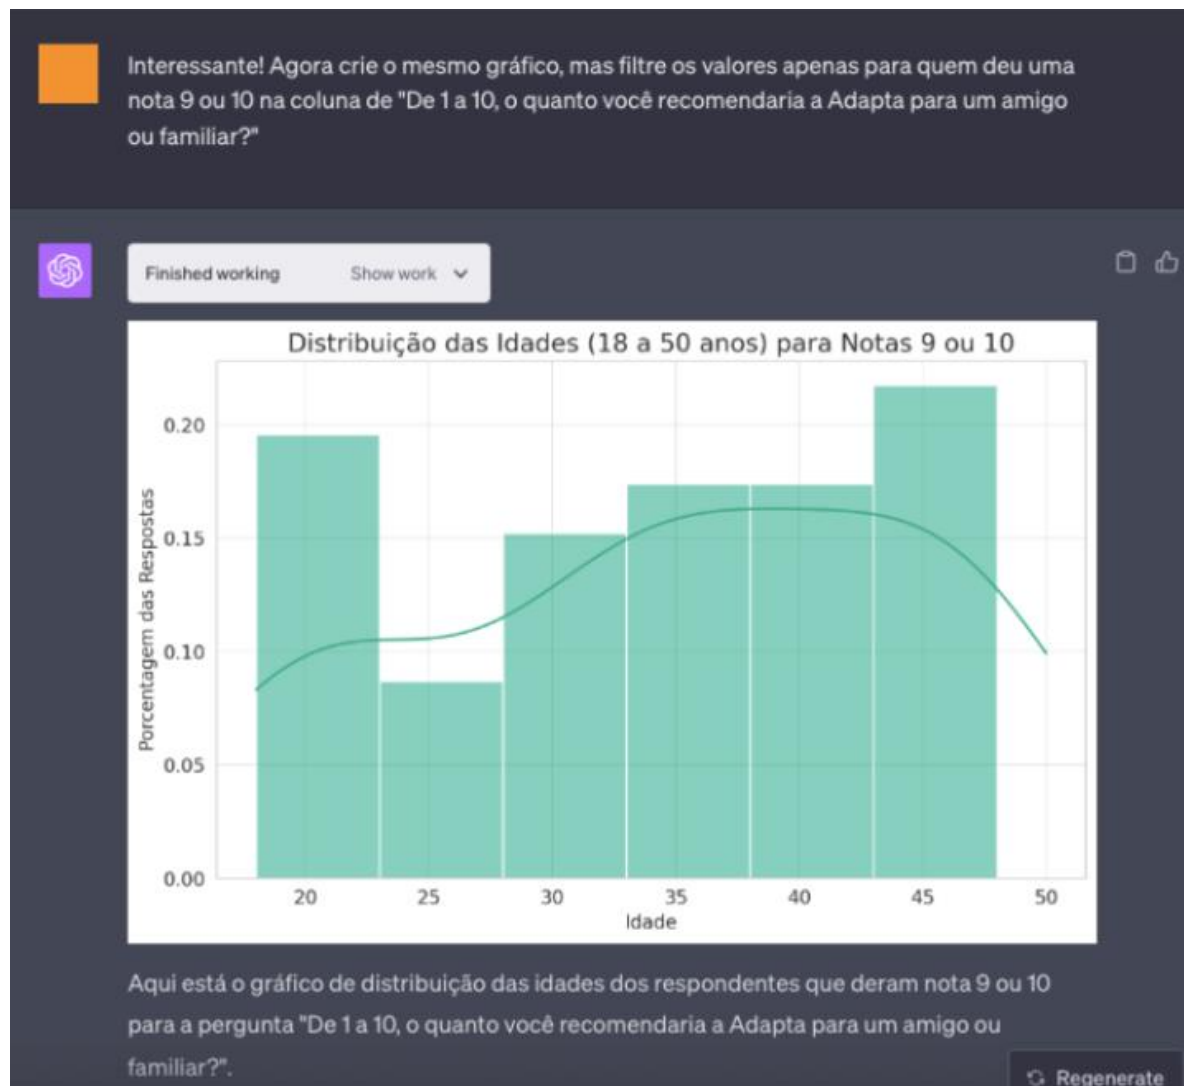 Interessante! Agora crie o mesmo gráfico, mas filtre os valores apenas para quem deu uma
nota 9 ou 10 na coluna de "De 1 a 10, o quanto você recomendaria a Adapta para um amigo
ou familiar?"
Finished working
Show work
Distribuição das Idades (18 a 50 anos) para Notas 9 ou 10
Porcentagem das Respostas
0.20
0.15
0.10
0.05
0.00
20 25 30 35 40 45 50
Idade
Aqui está o gráfico de distribuição das idades dos respondentes que deram nota 9 ou 10
para a pergunta "De 1 a 10, o quanto você recomendaria a Adapta para um amigo ou
familiar?".
Regenerate